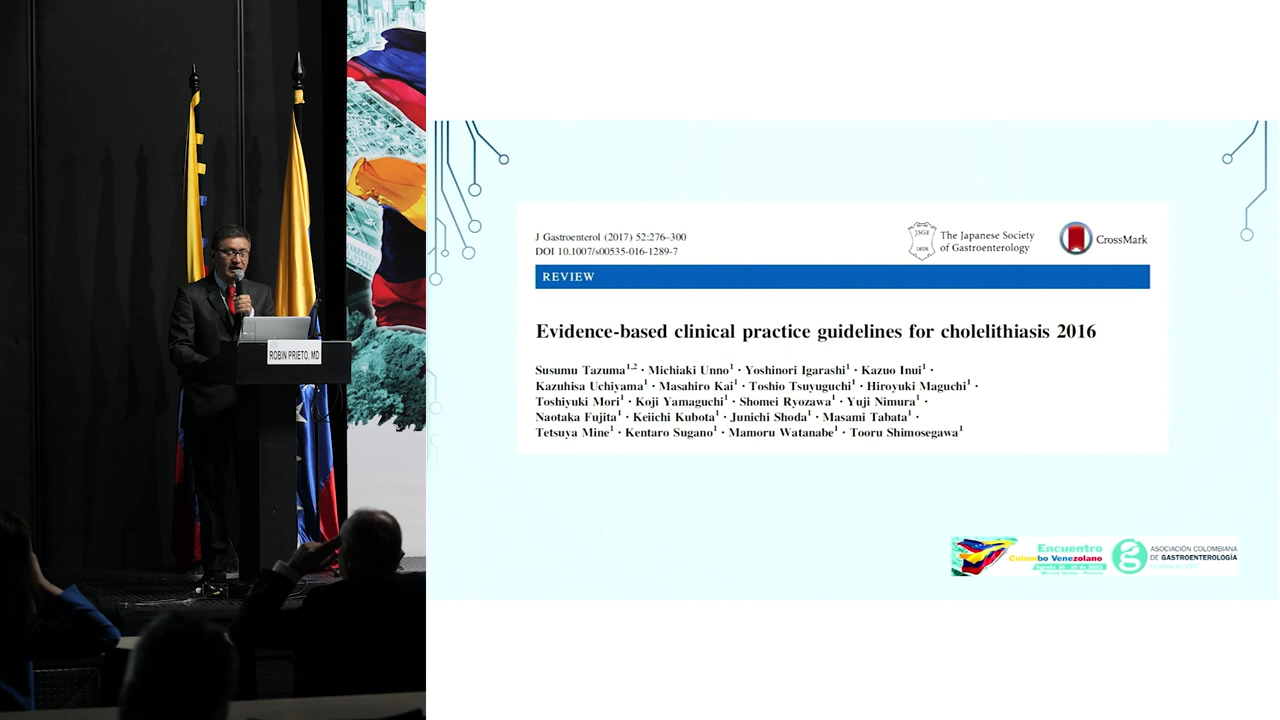 ROBIN PRIETO, MD
J Gastroenterol (2017) 52:276–300
DOI 10.1007/s00535-016-1289-7
JSGE
1898
The Japanese Society
of Gastroenterology
CrossMark
REVIEW
Evidence-based clinical practice guidelines for cholelithiasis 2016
Susumu Tazuma1,2 · Michiaki Unno1 · Yoshinori Igarashi1 · Kazuo Inui1 ·
Kazuhisa Uchiyama1 · Masahiro Kai1 · Toshio Tsuyuguchi1 · Hiroyuki Maguchi1 ·
Toshiyuki Mori1 · Koji Yamaguchi1 · Shomei Ryozawa1 · Yuji Nimura1 ·
Naotaka Fujita1 · Keiichi Kubota1 · Junichi Shoda1 · Masami Tabata1 ·
Tetsuya Mine1 · Kentaro Sugano1 · Mamoru Watanabe1 · Tooru Shimosegawa1
Encuentro
Colombo Venezolano
ASOCIACIÓN COLOMBIANA
DE GASTROENTEROLOGÍA